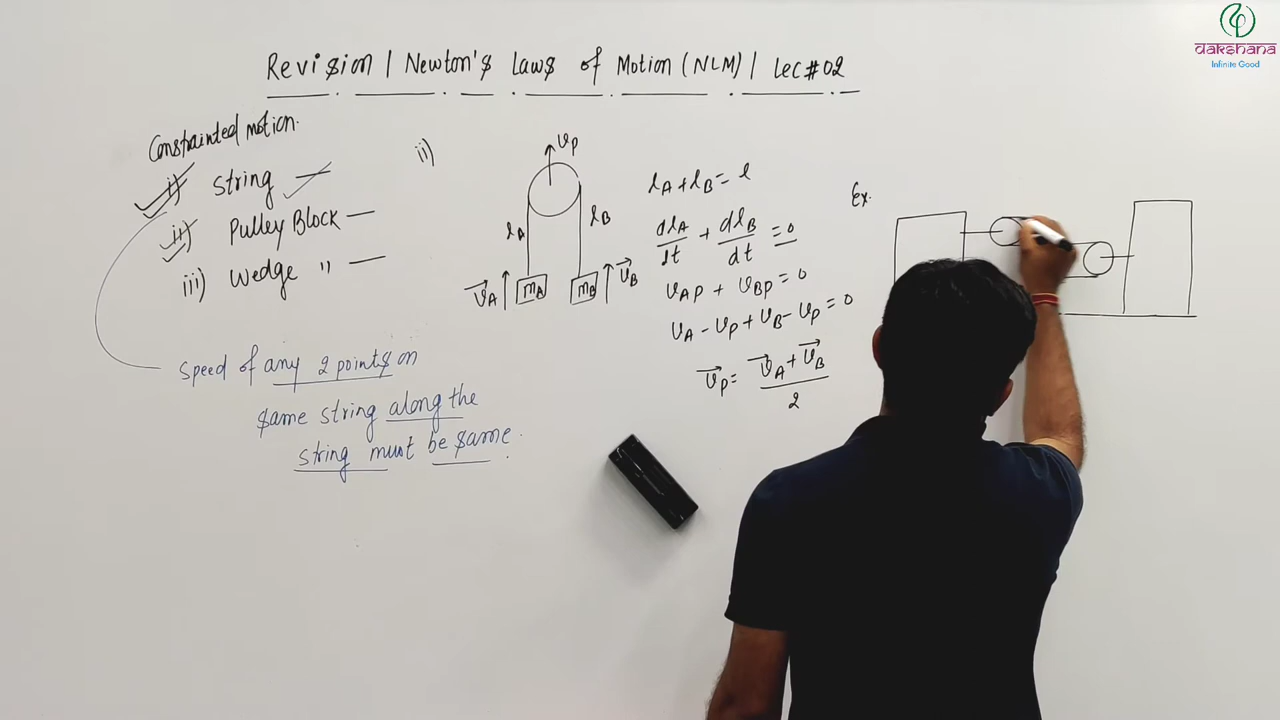 dakshana
Infinite Good
Revision | Newton's Laws of Motion (NLM) | Lec # 02
Constrainted motion.
i) String —
ii) Pulley Block —
iii) Wedge " —
Speed of any 2 points on
same string along the
string must be same.
ii)
vP
lA
lB
vA
mA
mB
vB
lA + lB = l
dlA/dt + dlB/dt = 0
vAP + vBP = 0
vA - vP + vB - vP = 0
vP = vA + vB / 2
Ex.